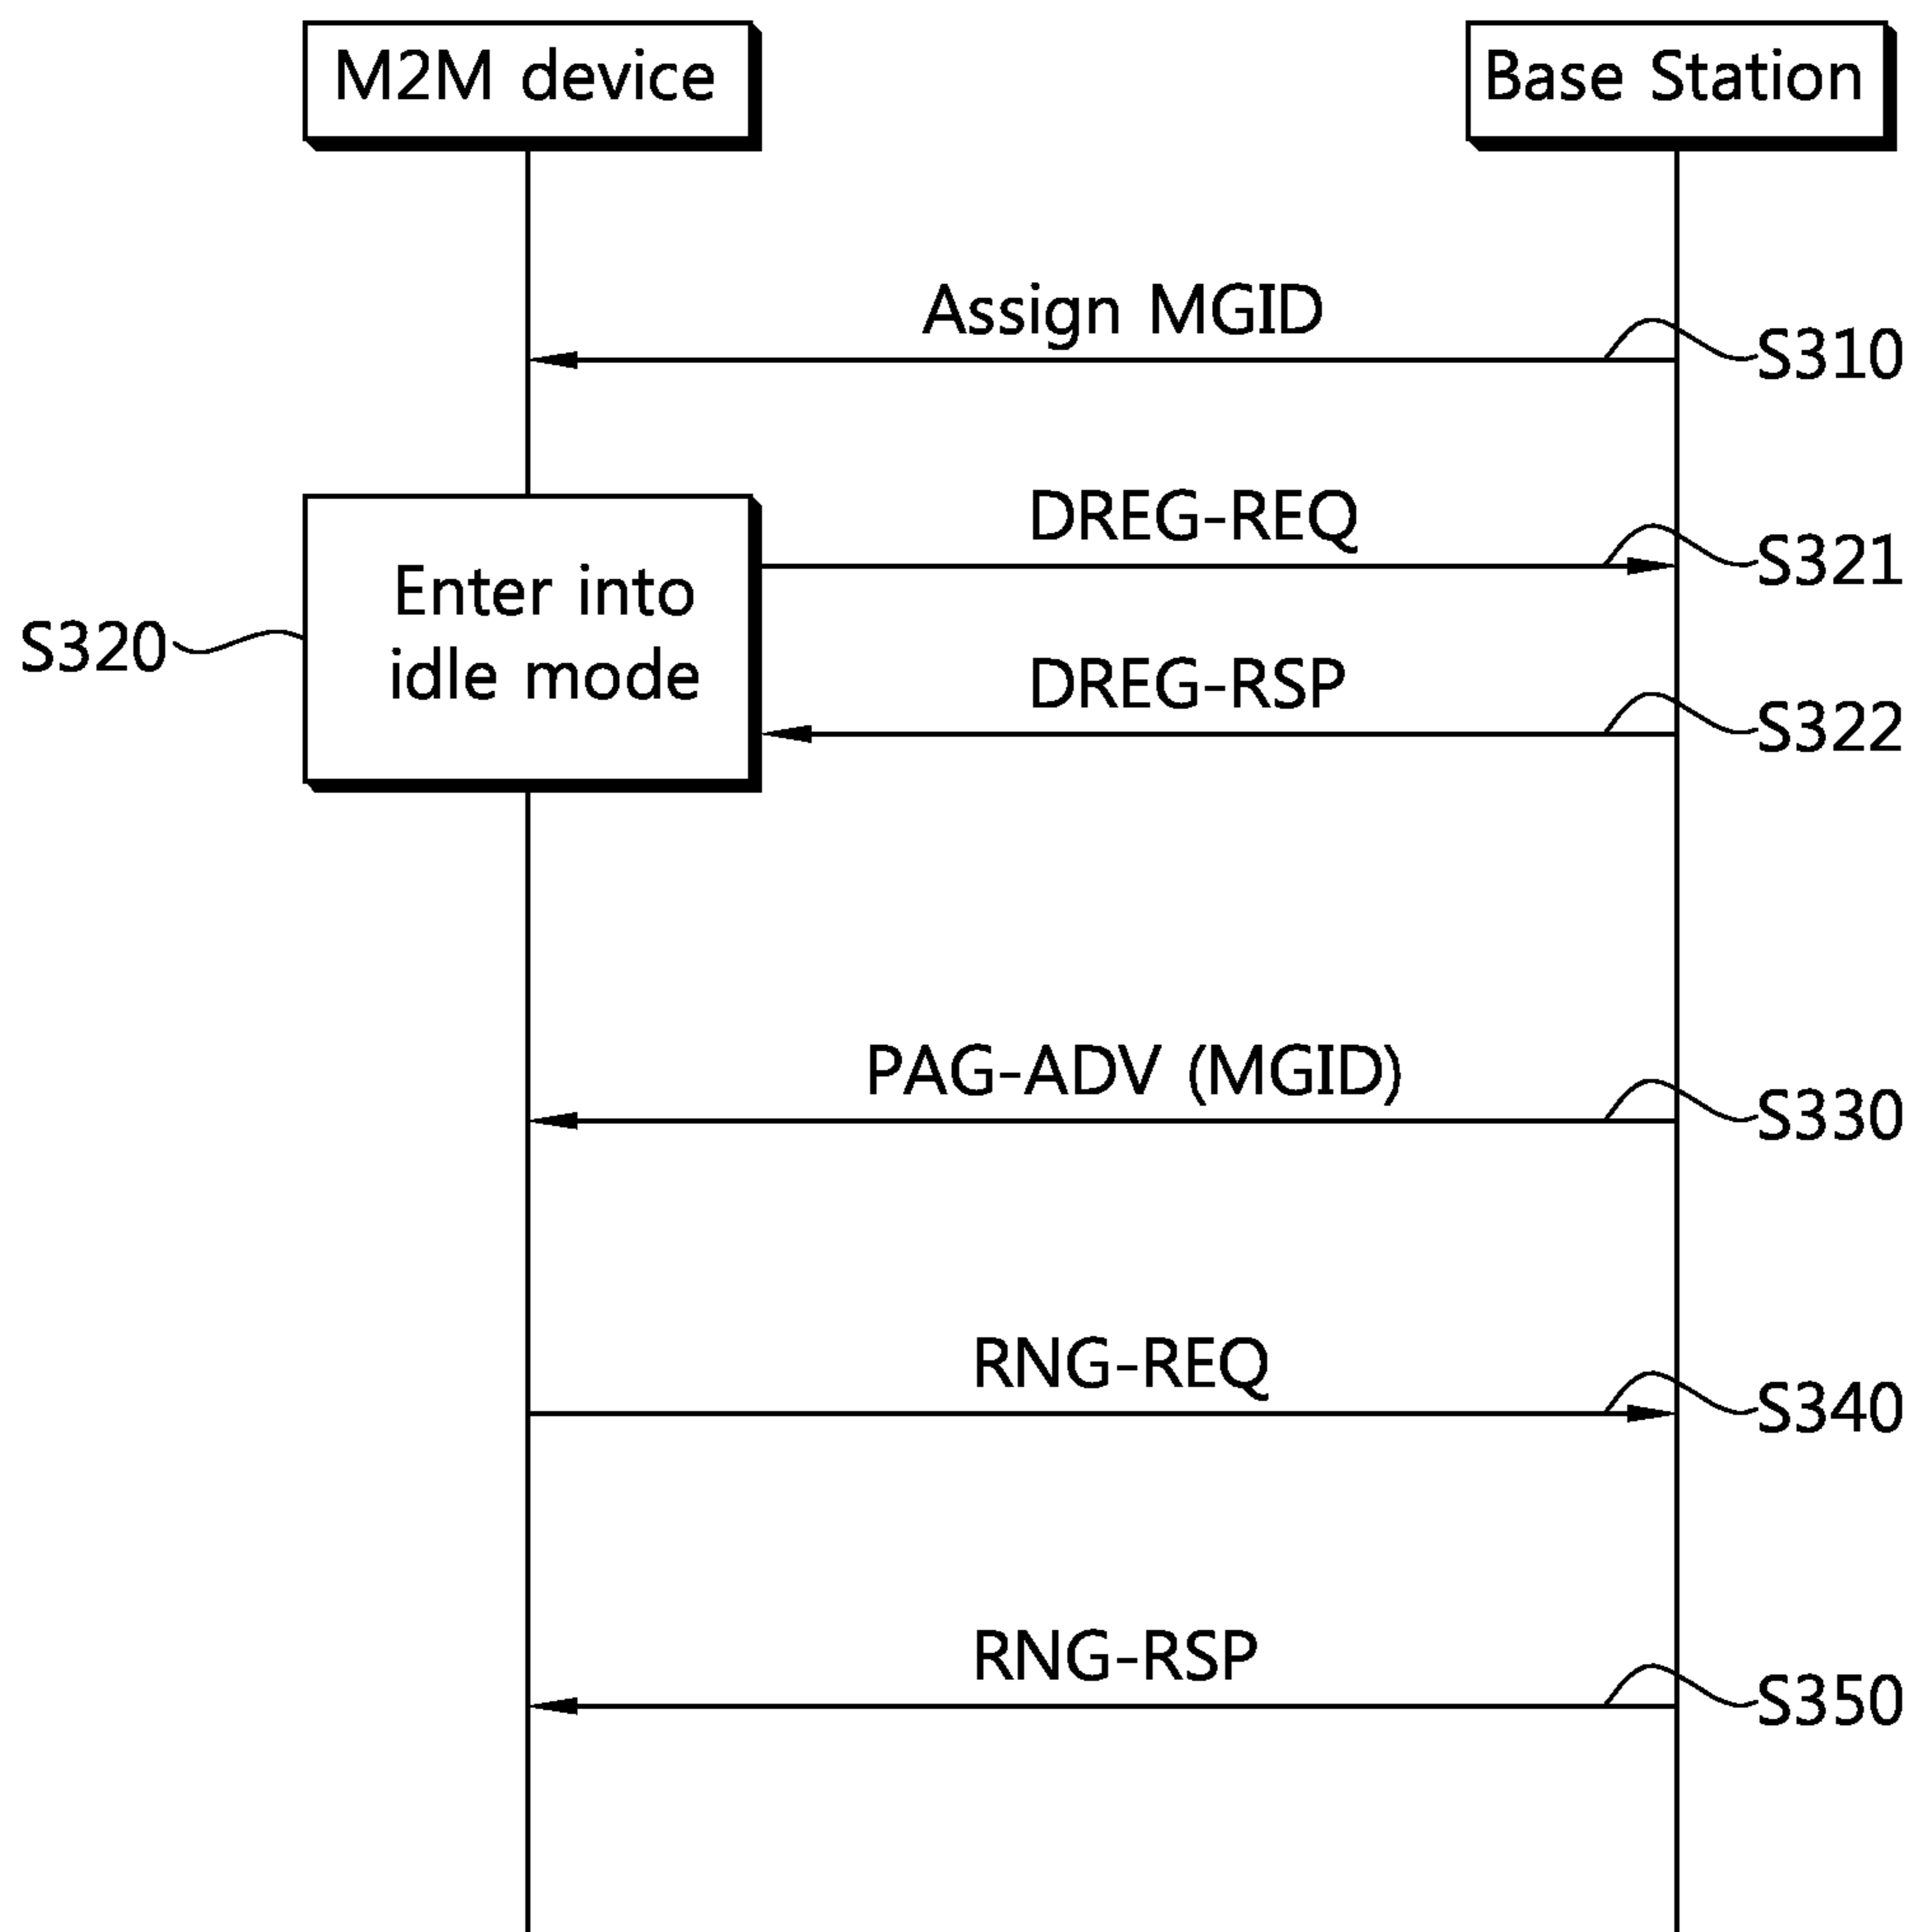 M2M device
Base Station
Assign MGID
S310
DREG-REQ
S321
Enter into
idle mode
S320
DREG-RSP
S322
PAG-ADV (MGID)
S330
RNG-REQ
S340
RNG-RSP
S350